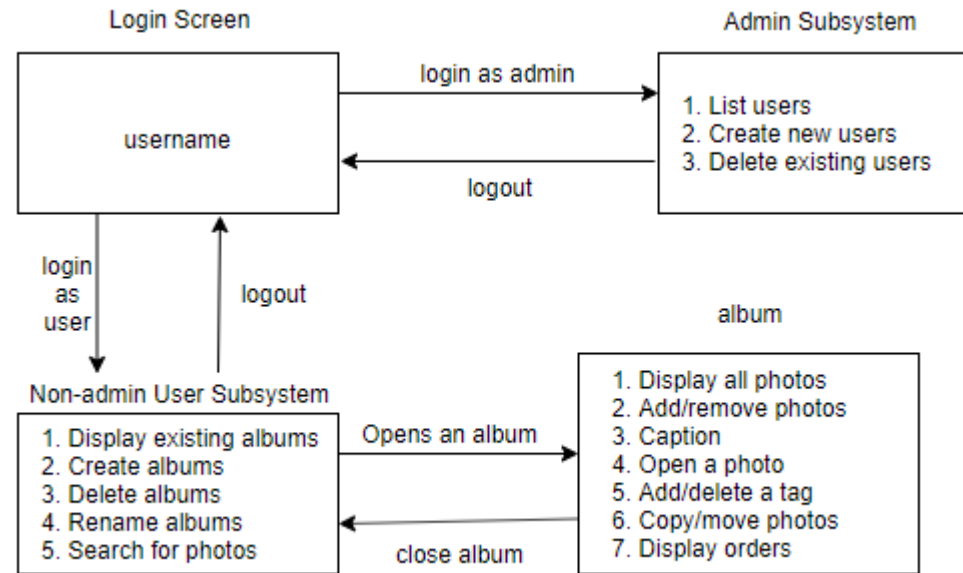 Login Screen
Admin Subsystem
username
login as admin
logout
1. List users
2. Create new users
3. Delete existing users
login
as
user
logout
album
Non-admin User Subsystem
1. Display existing albums
2. Create albums
3. Delete albums
4. Rename albums
5. Search for photos
Opens an album
close album
1. Display all photos
2. Add/remove photos
3. Caption
4. Open a photo
5. Add/delete a tag
6. Copy/move photos
7. Display orders